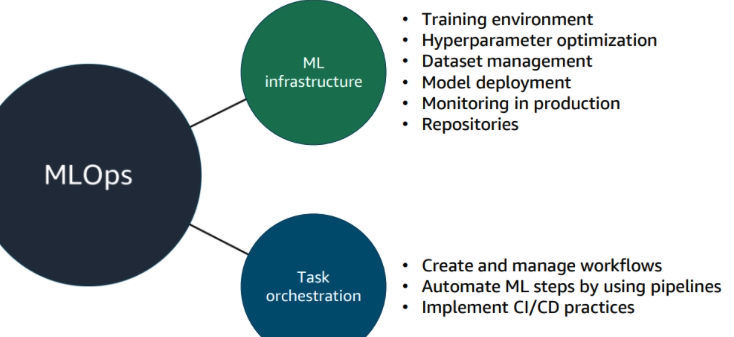 MLOps
ML
infrastructure
• Training environment
• Hyperparameter optimization
• Dataset management
• Model deployment
• Monitoring in production
• Repositories
Task
orchestration
• Create and manage workflows
• Automate ML steps by using pipelines
• Implement CI/CD practices